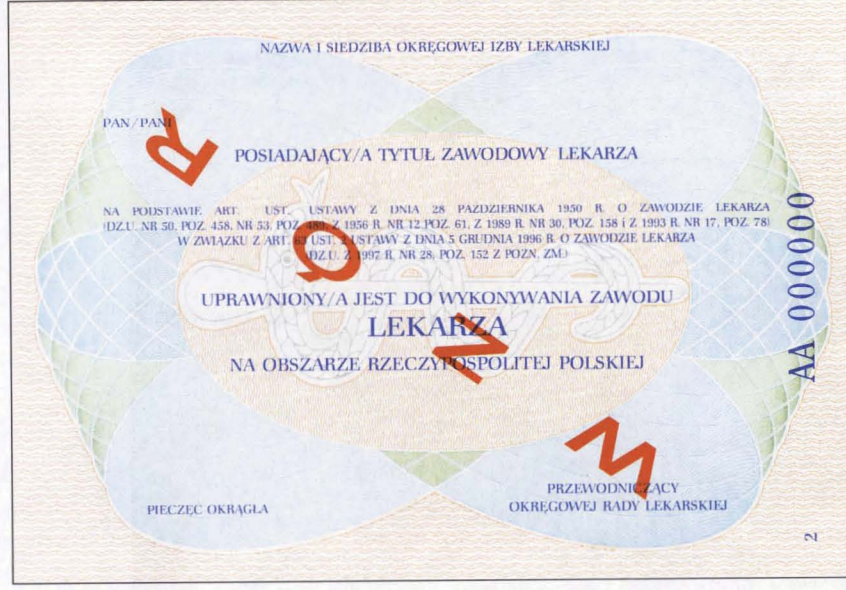 NAZWA I SIEDZIBA OKRĘGOWEJ IZBY LEKARSKIEJ
PAN/PANI
POSIADAJĄCY/A TYTUŁ ZAWODOWY LEKARZA
NA PODSTAWIE ART. UST. USTAWY Z DNIA 28 PAŹDZIERNIKA 1950 R. O ZAWODZIE LEKARZA
(DZ.U. NR 50, POZ. 458, NR 53, POZ. 489, Z 1956 R. NR 12 POZ. 61, Z 1989 R. NR 30, POZ. 158 i Z 1993 R. NR 17, POZ. 78)
W ZWIĄZKU Z ART. 63 UST. 2 USTAWY Z DNIA 5 GRUDNIA 1996 R. O ZAWODZIE LEKARZA
(DZ.U. Z 1997 R. NR 28, POZ. 152 Z POZN. ZM.)
UPRAWNIONY/A JEST DO WYKONYWANIA ZAWODU
LEKARZA
NA OBSZARZE RZECZYPOSPOLITEJ POLSKIEJ
PIECZĘĆ OKRĄGŁA
PRZEWODNICZĄCY
OKRĘGOWEJ RADY LEKARSKIEJ
AA 000000
2
WZÓR